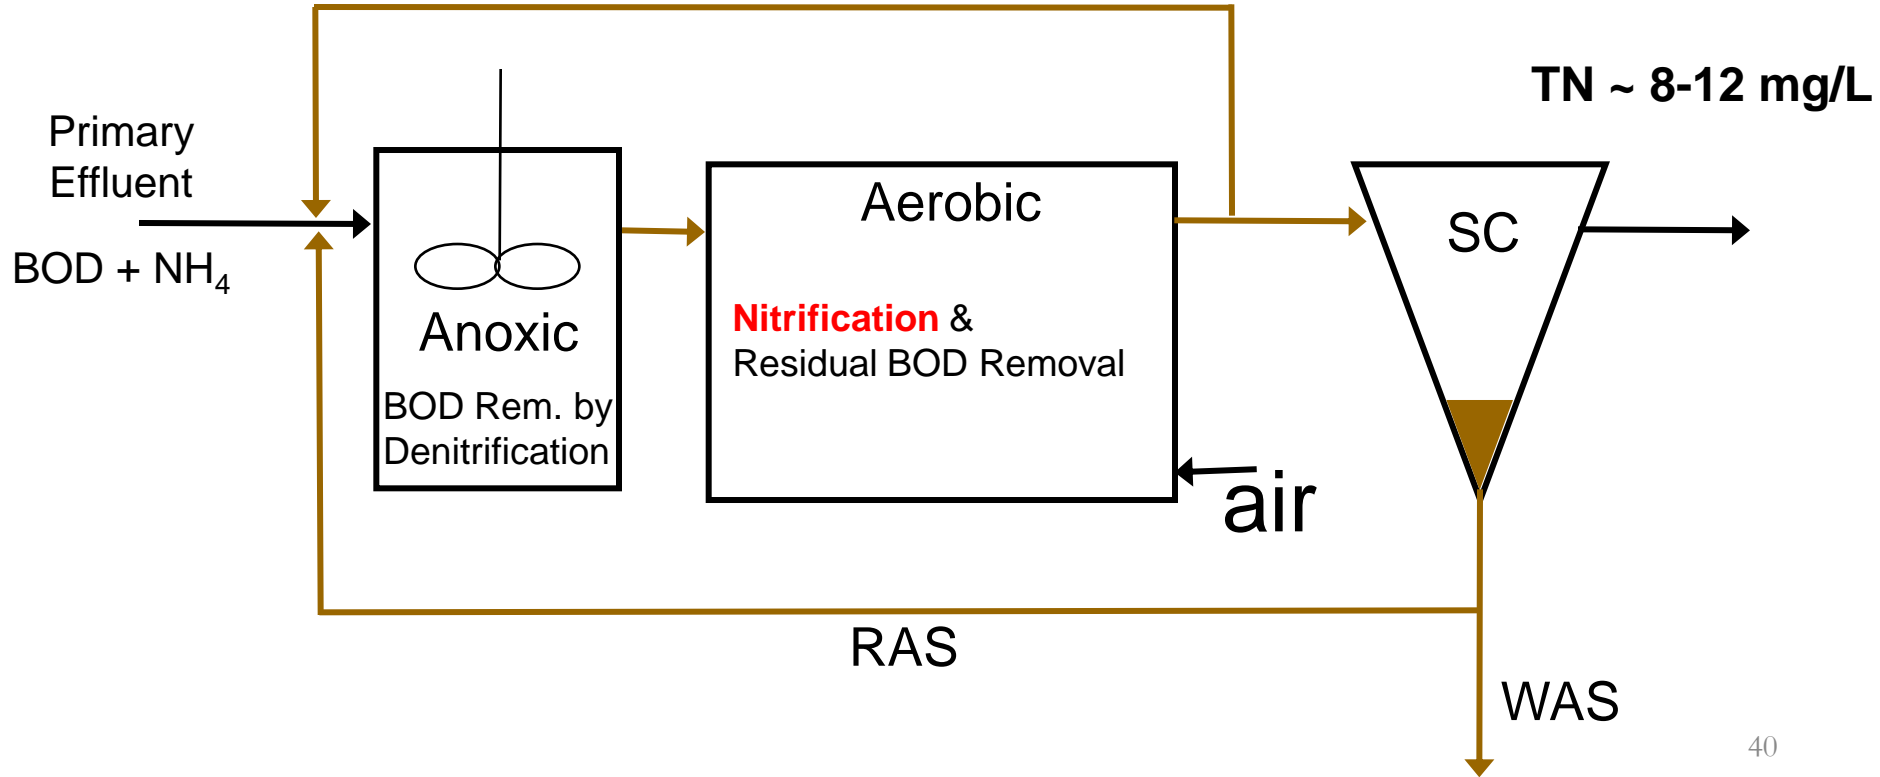 TN ~ 8-12 mg/L
Primary
Effluent
BOD + NH₄
Anoxic
BOD Rem. by
Denitrification
Aerobic
Nitrification &
Residual BOD Removal
air
SC
RAS
WAS
40